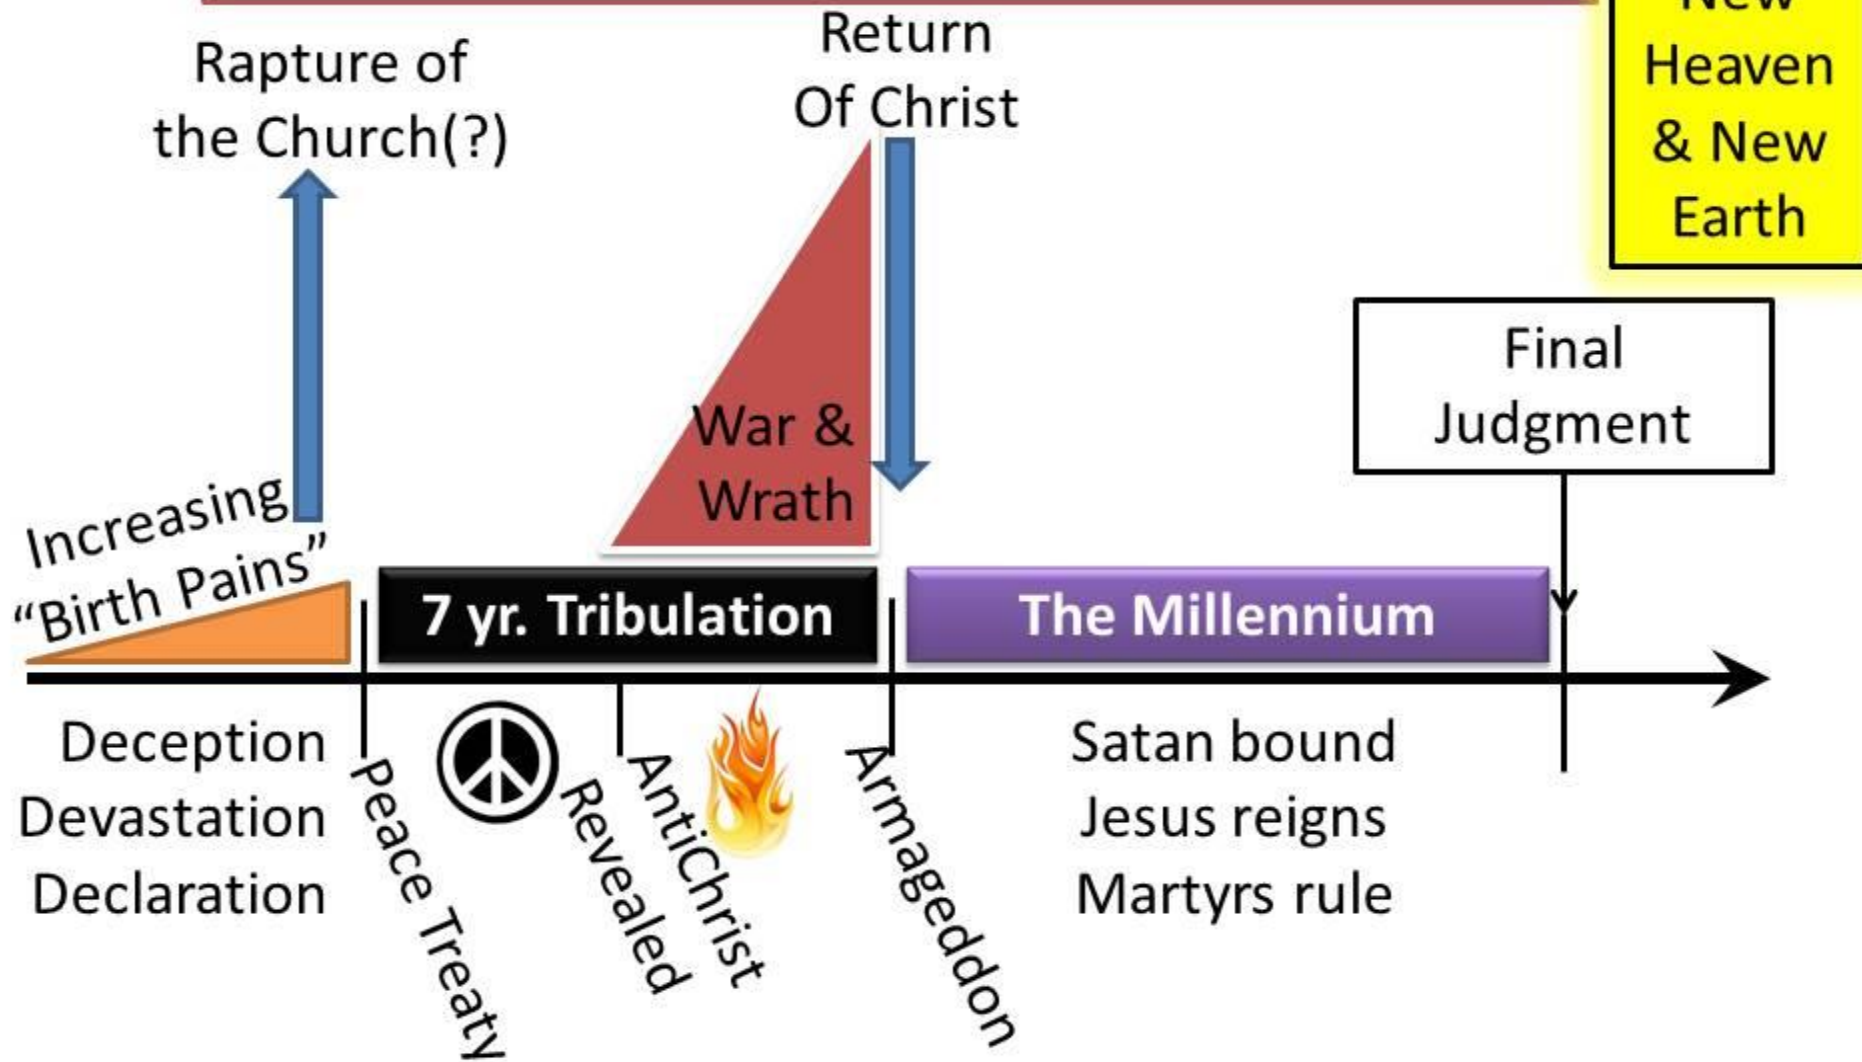 New
Heaven
& New
Earth
Rapture of
the Church(?)
Return
Of Christ
Final
Judgment
War &
Wrath
Increasing
“Birth Pains”
7 yr. Tribulation
The Millennium
Deception
Devastation
Declaration
Peace Treaty
AntiChrist
Revealed
Armageddon
Satan bound
Jesus reigns
Martyrs rule